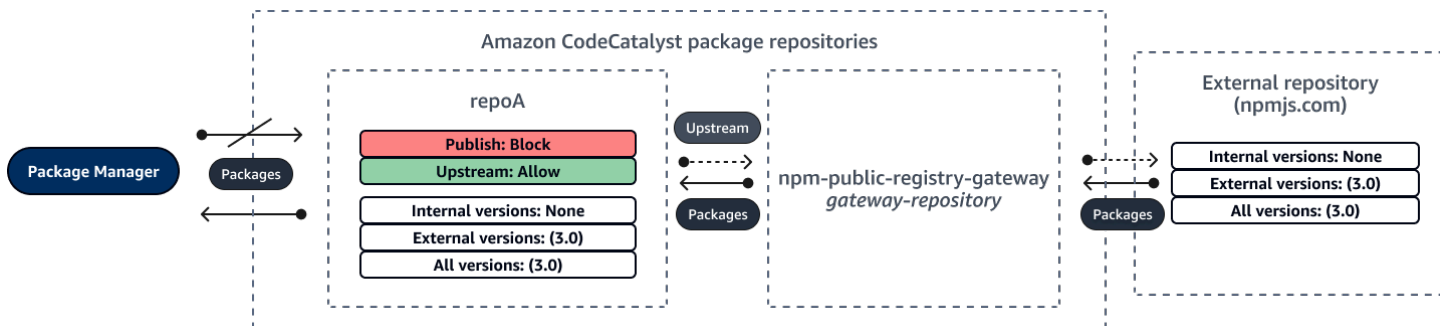 Amazon CodeCatalyst package repositories
Package Manager
Packages
repoA
Publish: Block
Upstream: Allow
Internal versions: None
External versions: (3.0)
All versions: (3.0)
Upstream
Packages
npm-public-registry-gateway
gateway-repository
Packages
External repository
(npmjs.com)
Internal versions: None
External versions: (3.0)
All versions: (3.0)